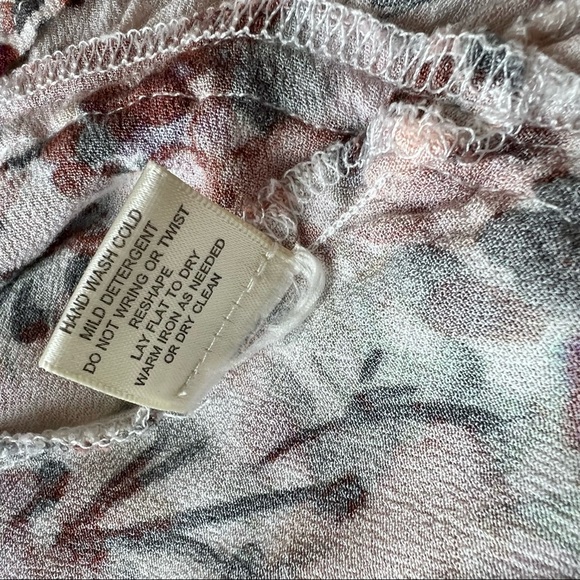 HAND WASH COLD
MILD DETERGENT
DO NOT WRING OR TWIST
RESHAPE
LAY FLAT TO DRY
WARM IRON AS NEEDED
OR DRY CLEAN